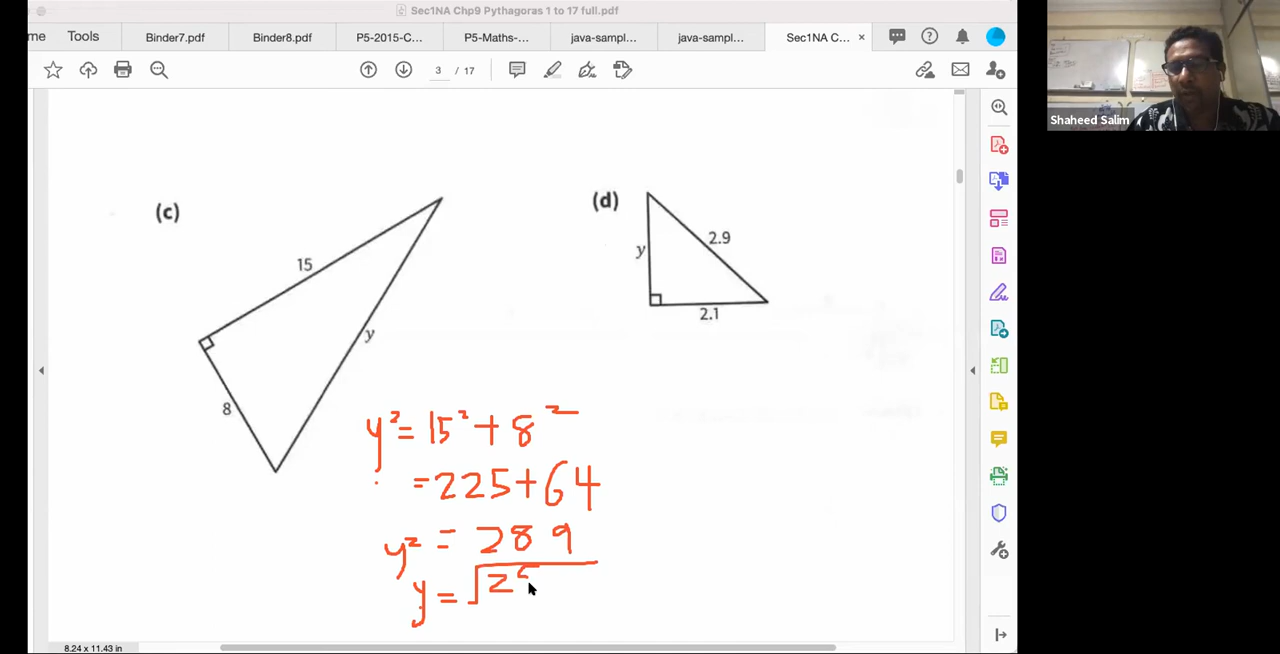 Sec1NA Chp9 Pythagoras 1 to 17 full.pdf
me Tools Binder7.pdf Binder8.pdf P5-2015-C... P5-Maths-... java-sampl... java-sampl... Sec1NA C... ×
3 / 17
Shaheed Salim
(c)
15
8
y
(d)
y
2.9
2.1
y² = 15² + 8²
= 225 + 64
y² = 289
y = √2
8.24 x 11.43 in